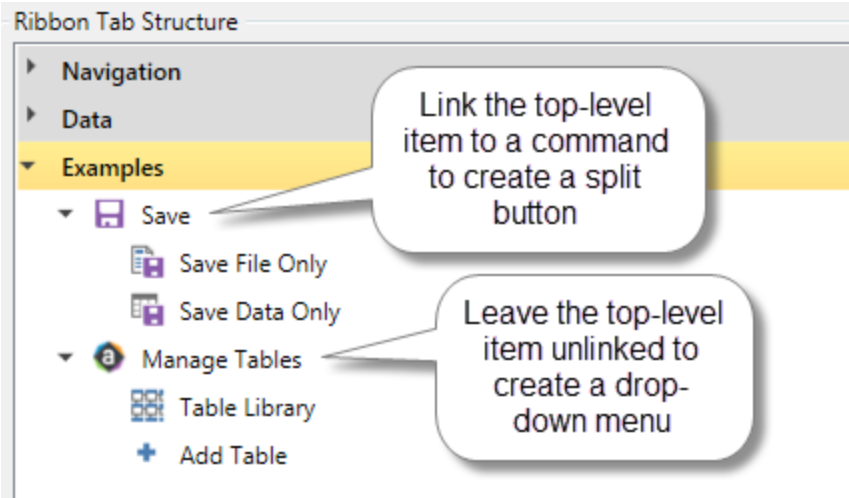 Ribbon Tab Structure
Navigation
Data
Examples
Link the top-level
item to a command
to create a split
button
Save
Save File Only
Save Data Only
Manage Tables
Table Library
Add Table
Leave the top-level
item unlinked to
create a drop-
down menu